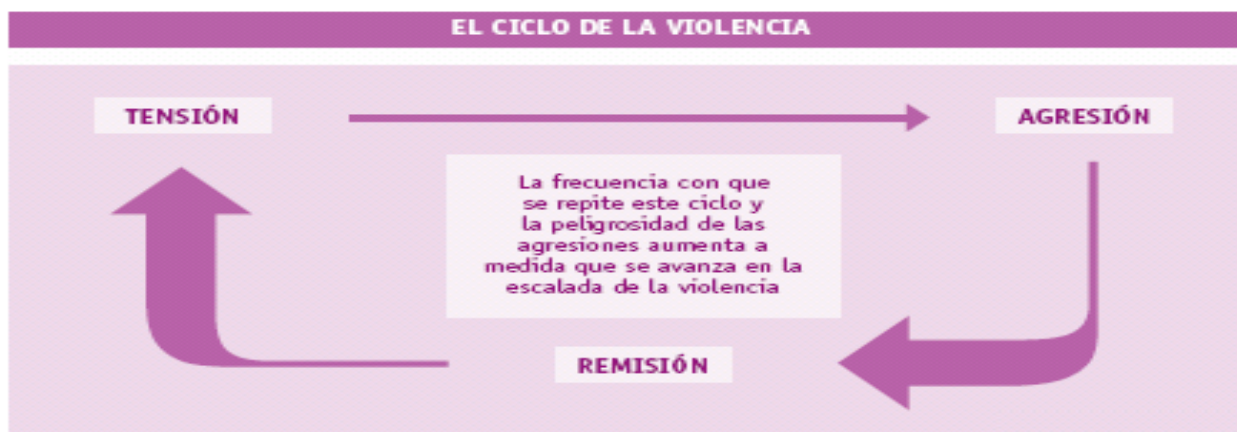 EL CICLO DE LA VIOLENCIA
TENSIÓN
AGRESIÓN
La frecuencia con que
se repite este ciclo y
la peligrosidad de las
agresiones aumenta a
medida que se avanza en la
escalada de la violencia
REMISIÓN